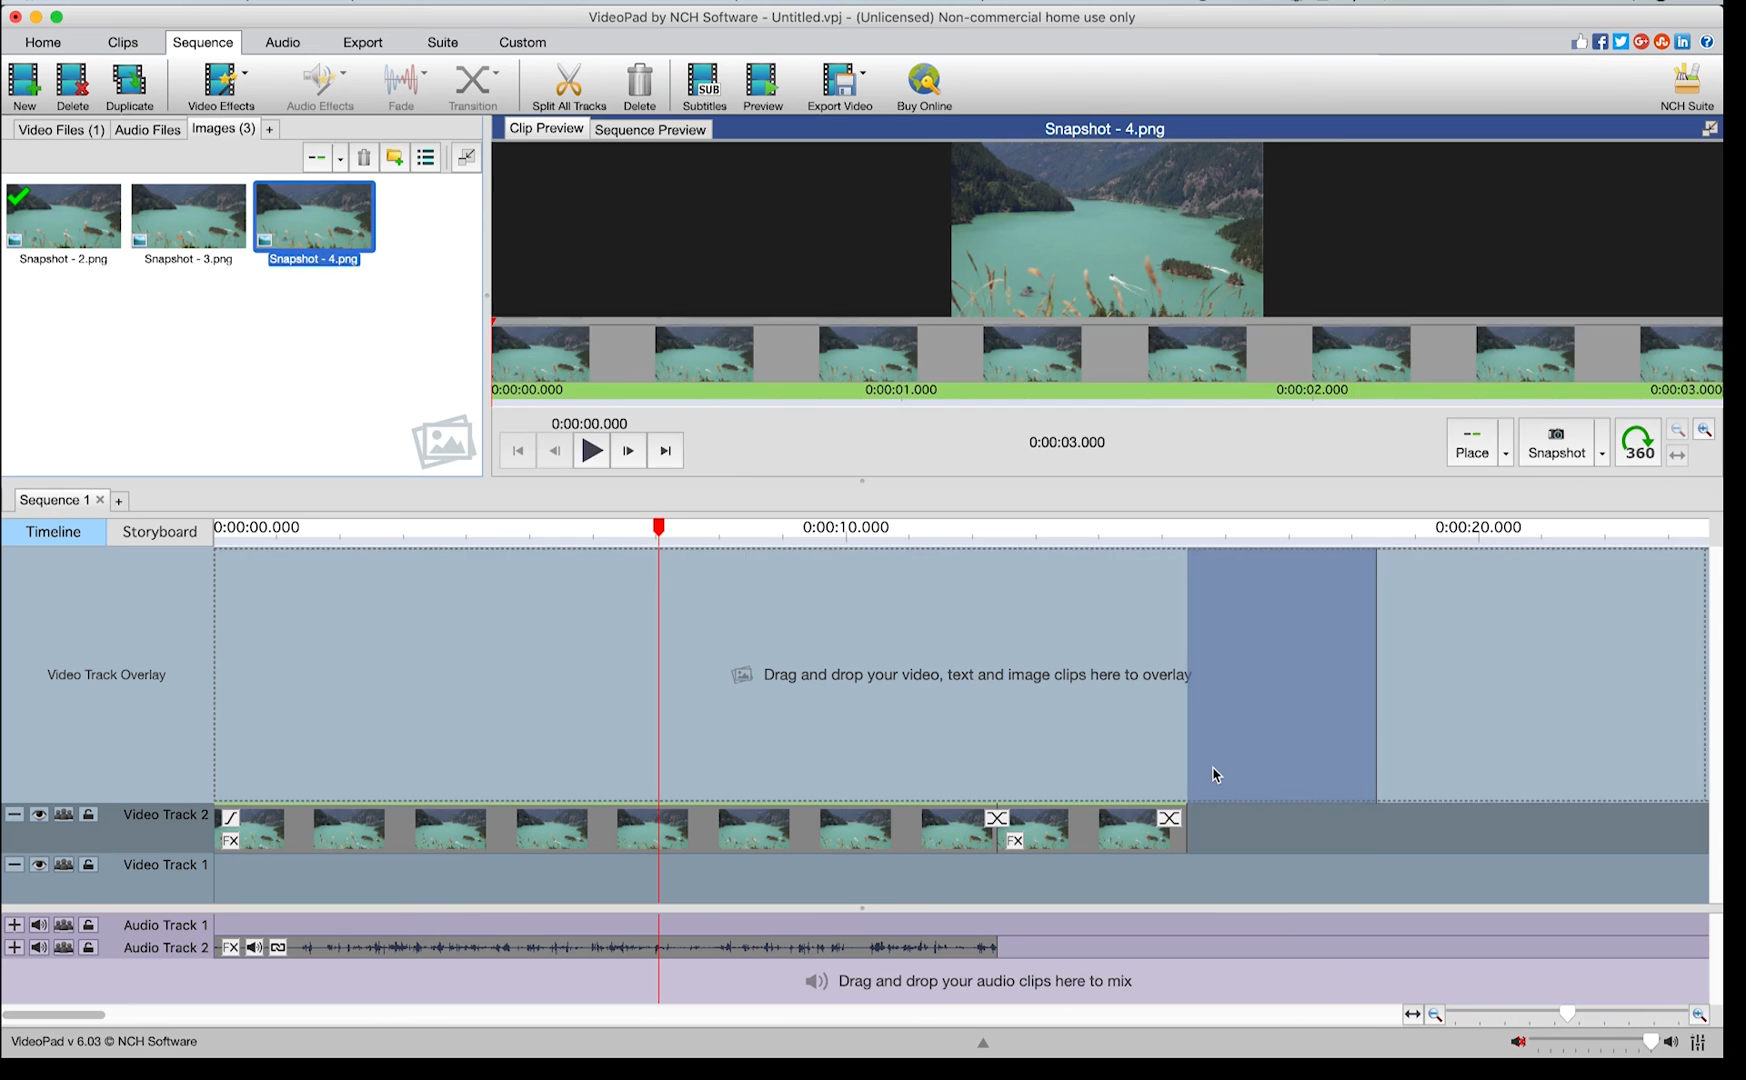 VideoPad by NCH Software - Untitled.vpj - (Unlicensed) Non-commercial home use only
Home Clips Sequence Audio Export Suite Custom
SUB
New Delete Duplicate Video Effects Audio Effects Fade Transition Split All Tracks Delete Subtitles Preview Export Video Buy Online NCH Suite
Video Files (1) Audio Files Images (3) +
Clip Preview Sequence Preview Snapshot - 4.png
Snapshot - 2.png Snapshot - 3.png Snapshot - 4.png
0:00:00.000 0:00:01.000 0:00:02.000 0:00:03.000
0:00:00.000
0:00:03.000
Place Snapshot 360
Sequence 1 × +
Timeline Storyboard 0:00:00.000 0:00:10.000 0:00:20.000
Video Track Overlay Drag and drop your video, text and image clips here to overlay
Video Track 2
FX FX
Video Track 1
Audio Track 1
Audio Track 2 FX
Drag and drop your audio clips here to mix
VideoPad v 6.03 © NCH Software